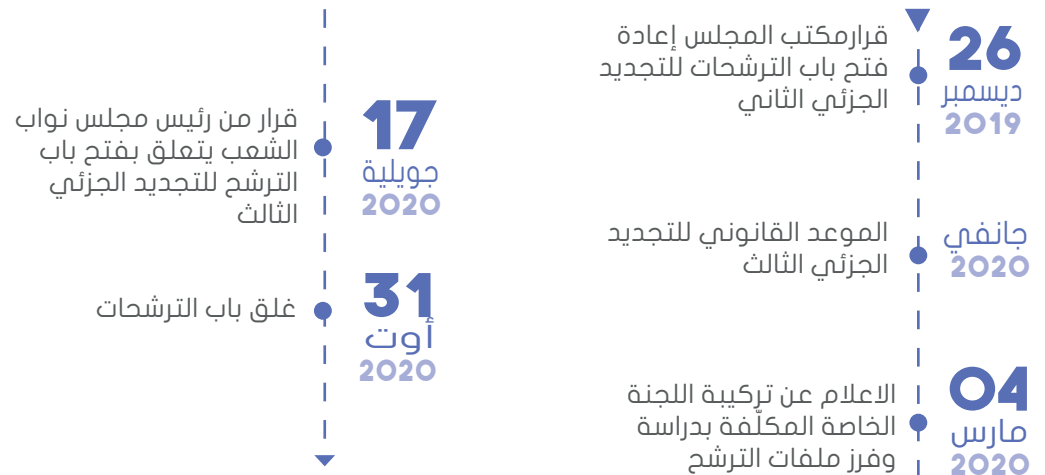 26
ديسمبر
2019
قرارمكتب المجلس إعادة
فتح باب الترشحات للتجديد
الجزئي الثاني
جانفي
2020
الموعد القانوني للتجديد
الجزئي الثالث
04
مارس
2020
الاعلام عن تركيبة اللجنة
الخاصة المكلّفة بدراسة
وفرز ملفات الترشح
17
جويلية
2020
قرار من رئيس مجلس نواب
الشعب يتعلق بفتح باب
الترشح للتجديد الجزئي
الثالث
31
أوت
2020
غلق باب الترشحات